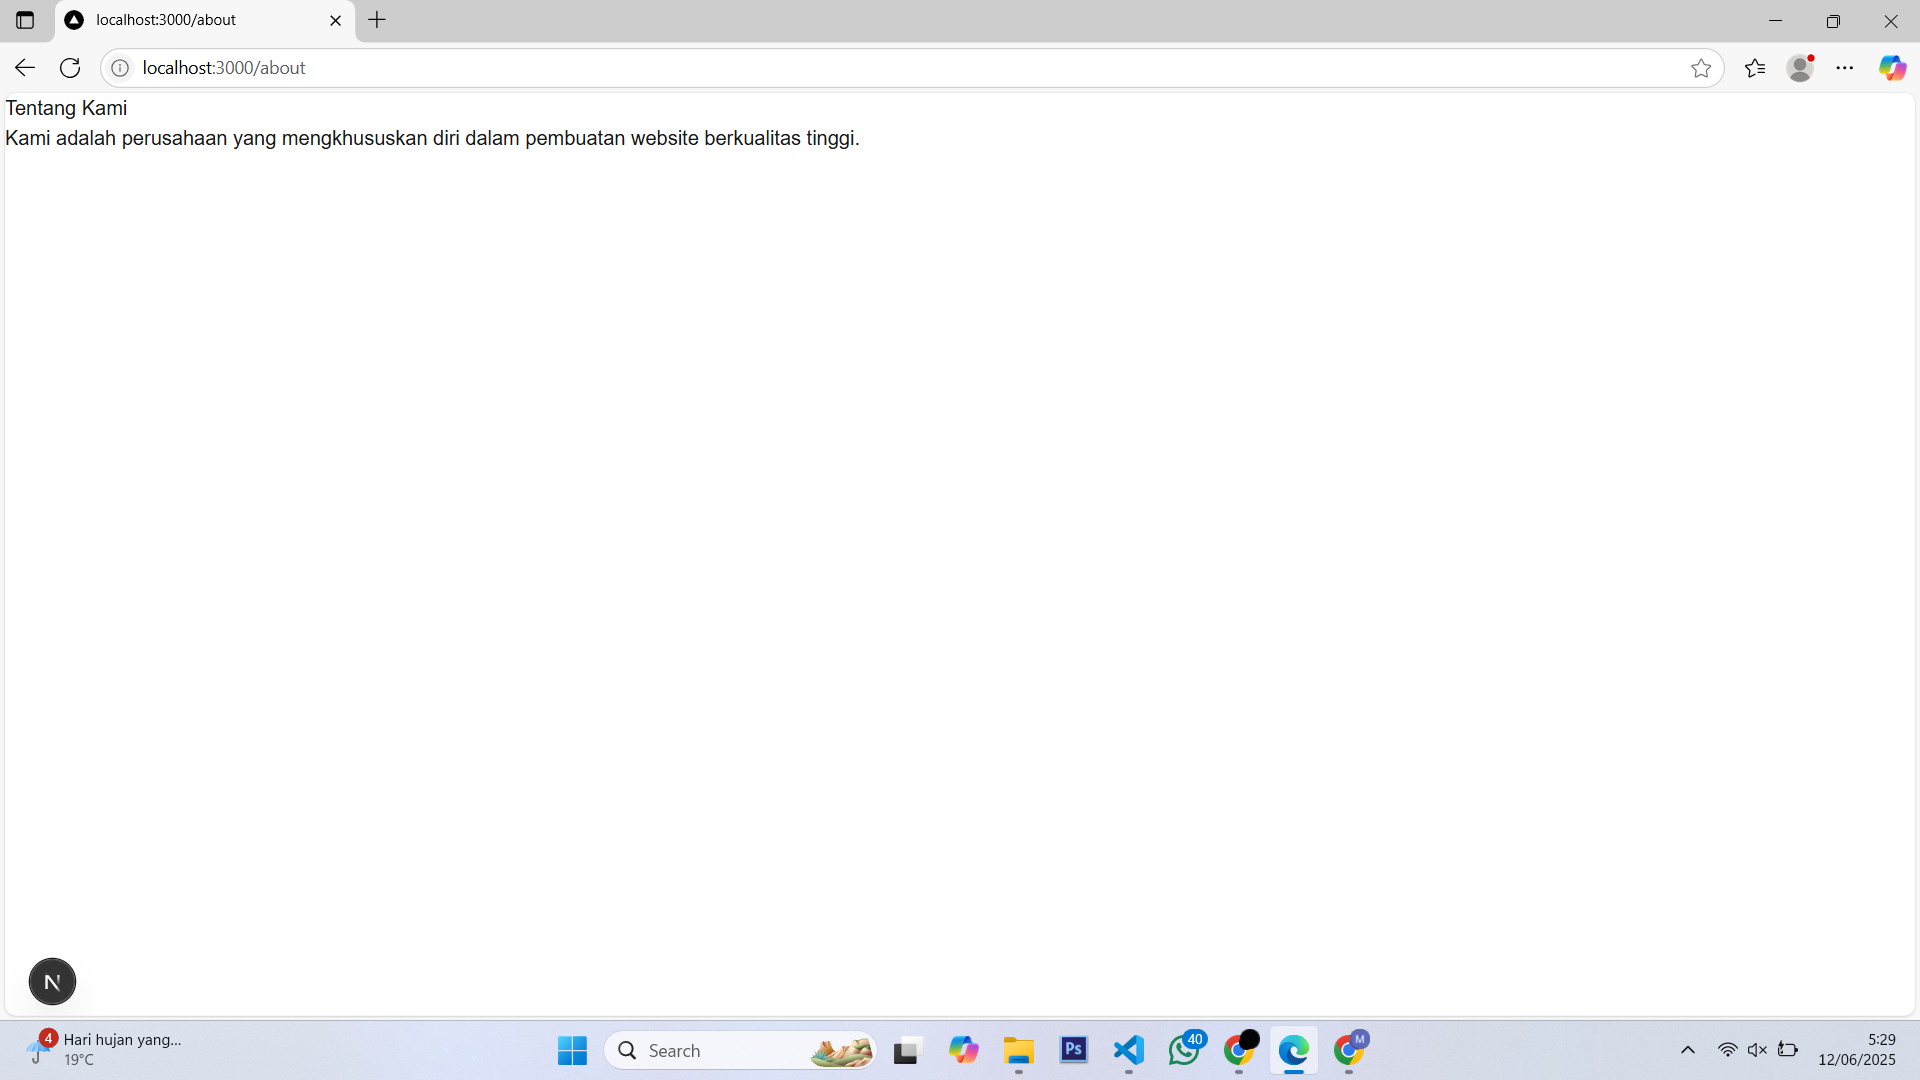 localhost:3000/about
localhost:3000/about
Tentang Kami
Kami adalah perusahaan yang mengkhususkan diri dalam pembuatan website berkualitas tinggi.
N
4
Hari hujan yang...
19°C
Search
Ps
40
M
5:29
12/06/2025